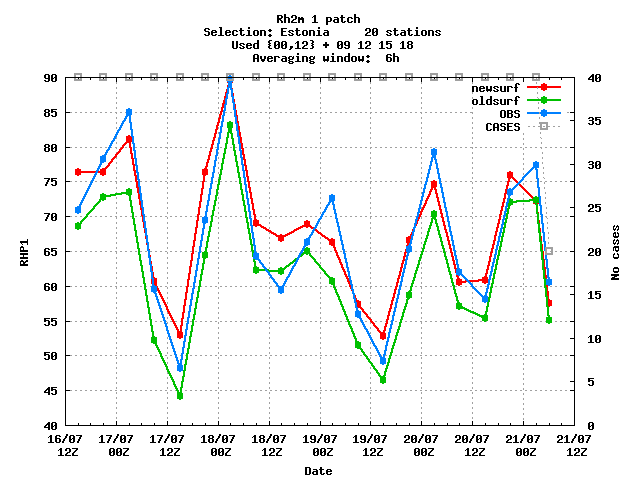 Rh2m 1 patch
Selection: Estonia     20 stations
Used {00,12} + 09 12 15 18
Averaging window:  6h
newsurf
oldsurf
OBS
CASES
90
85
80
75
70
65
60
55
50
45
40
RHP1
40
35
30
25
20
15
10
5
0
No cases
16/07 17/07 17/07 18/07 18/07 19/07 19/07 20/07 20/07 21/07 21/07
12Z 00Z 12Z 00Z 12Z 00Z 12Z 00Z 12Z 00Z 12Z
Date